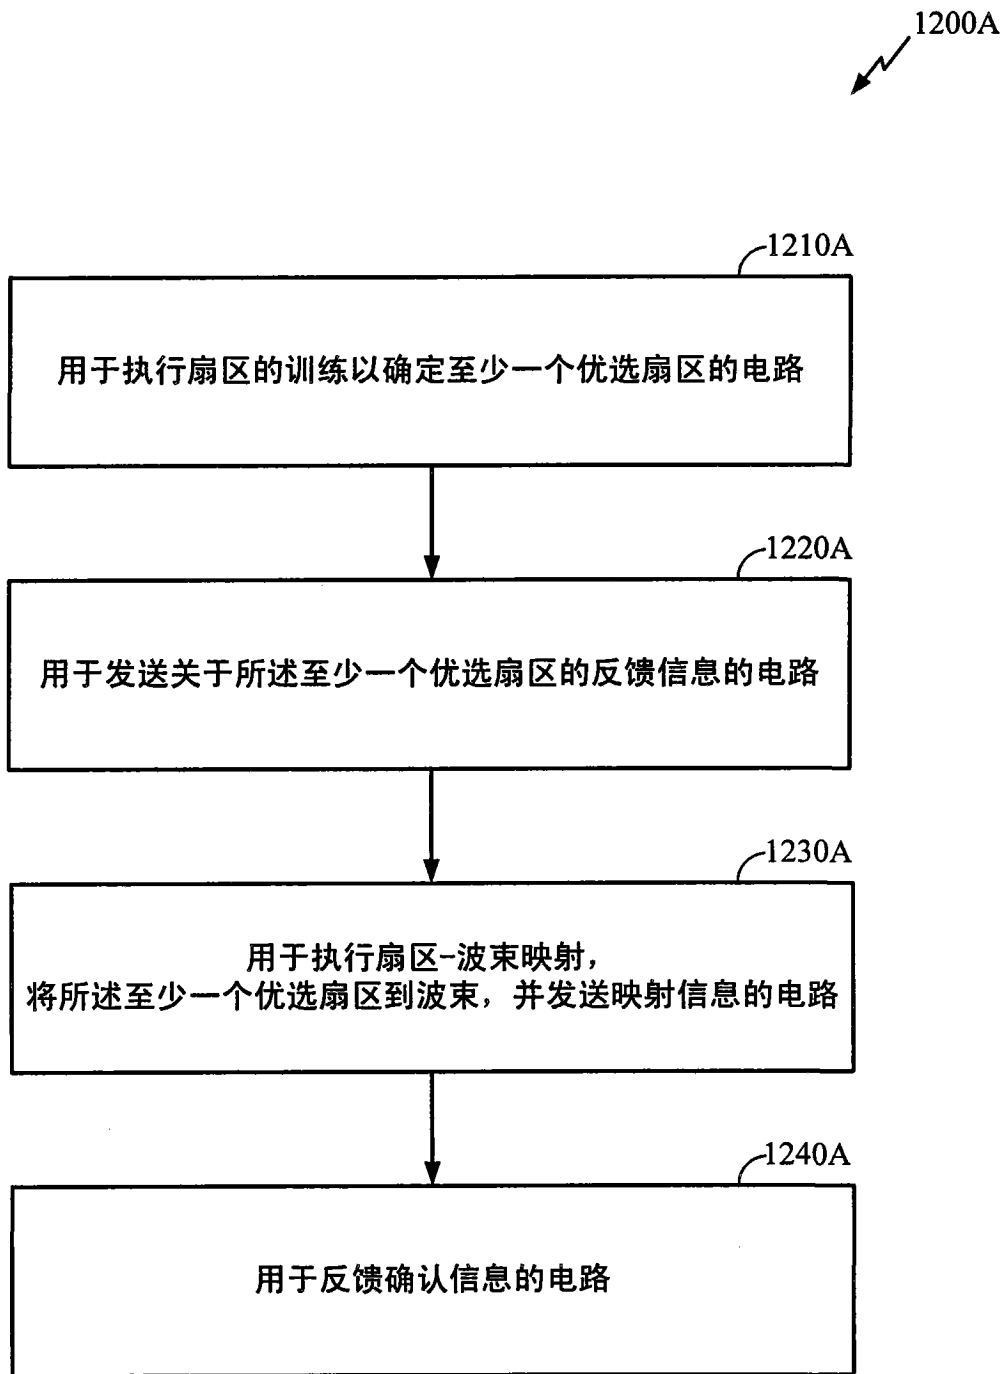 1200A
1210A
用于执行扇区的训练以确定至少一个优选扇区的电路
1220A
用于发送关于所述至少一个优选扇区的反馈信息的电路
1230A
用于执行扇区-波束映射，
将所述至少一个优选扇区到波束，并发送映射信息的电路
1240A
用于反馈确认信息的电路